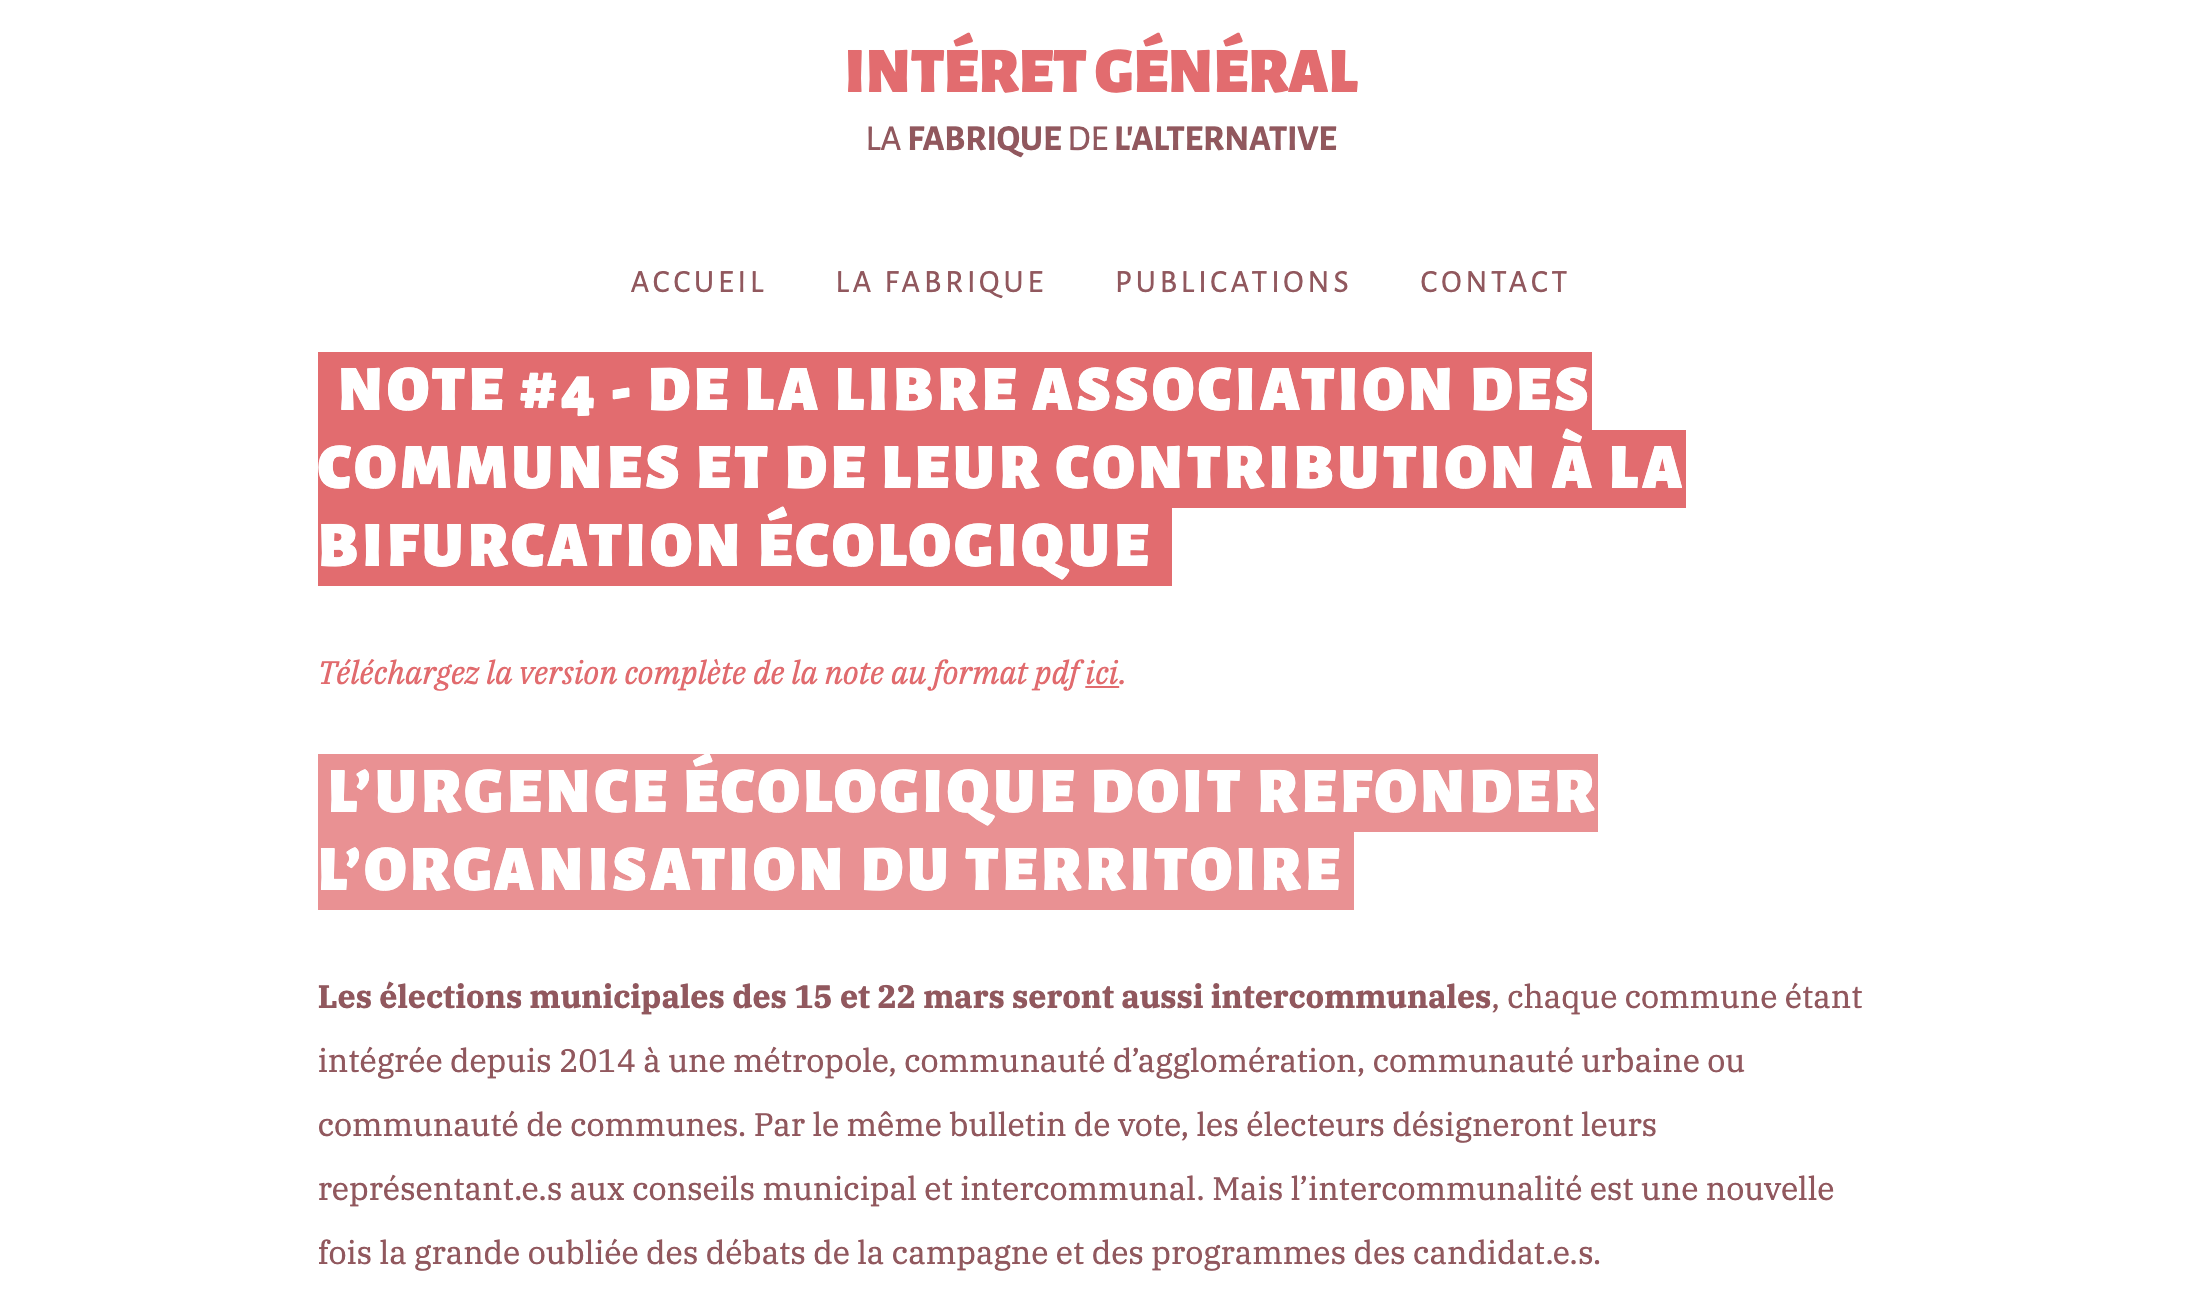 INTÉRET GÉNÉRAL
LA FABRIQUE DE L'ALTERNATIVE
ACCUEIL LA FABRIQUE PUBLICATIONS CONTACT
NOTE #4 - DE LA LIBRE ASSOCIATION DES
COMMUNES ET DE LEUR CONTRIBUTION À LA
BIFURCATION ÉCOLOGIQUE
Téléchargez la version complète de la note au format pdf ici.
L’URGENCE ÉCOLOGIQUE DOIT REFONDER
L’ORGANISATION DU TERRITOIRE
Les élections municipales des 15 et 22 mars seront aussi intercommunales, chaque commune étant
intégrée depuis 2014 à une métropole, communauté d’agglomération, communauté urbaine ou
communauté de communes. Par le même bulletin de vote, les électeurs désigneront leurs
représentant.e.s aux conseils municipal et intercommunal. Mais l’intercommunalité est une nouvelle
fois la grande oubliée des débats de la campagne et des programmes des candidat.e.s.